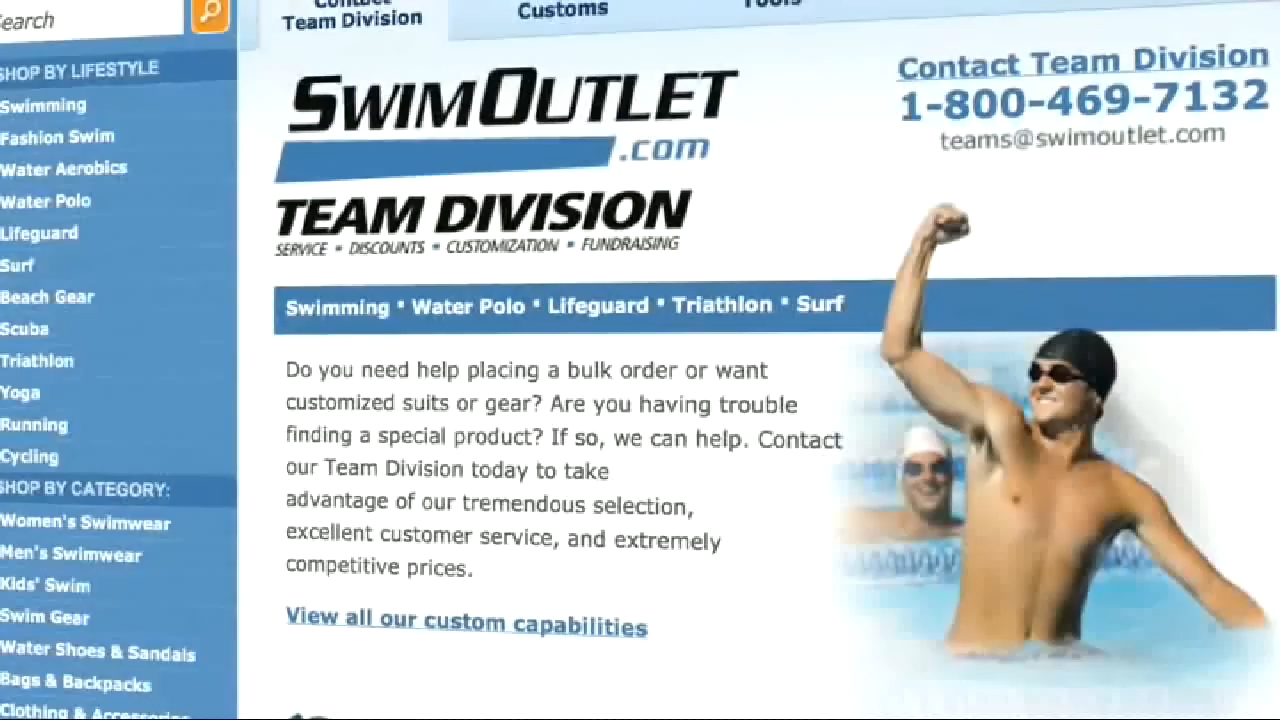 Search
Contact
Team Division
Customs
Tools
SHOP BY LIFESTYLE
Swimming
Fashion Swim
Water Aerobics
Water Polo
Lifeguard
Surf
Beach Gear
Scuba
Triathlon
Yoga
Running
Cycling
SHOP BY CATEGORY:
Women's Swimwear
Men's Swimwear
Kids' Swim
Swim Gear
Water Shoes & Sandals
Bags & Backpacks
Clothing & Accessories
SWIMOUTLET
.com
TEAM DIVISION
SERVICE • DISCOUNTS • CUSTOMIZATION • FUNDRAISING
Contact Team Division
1-800-469-7132
teams@swimoutlet.com
Swimming * Water Polo * Lifeguard * Triathlon * Surf
Do you need help placing a bulk order or want
customized suits or gear? Are you having trouble
finding a special product? If so, we can help. Contact
our Team Division today to take
advantage of our tremendous selection,
excellent customer service, and extremely
competitive prices.
View all our custom capabilities